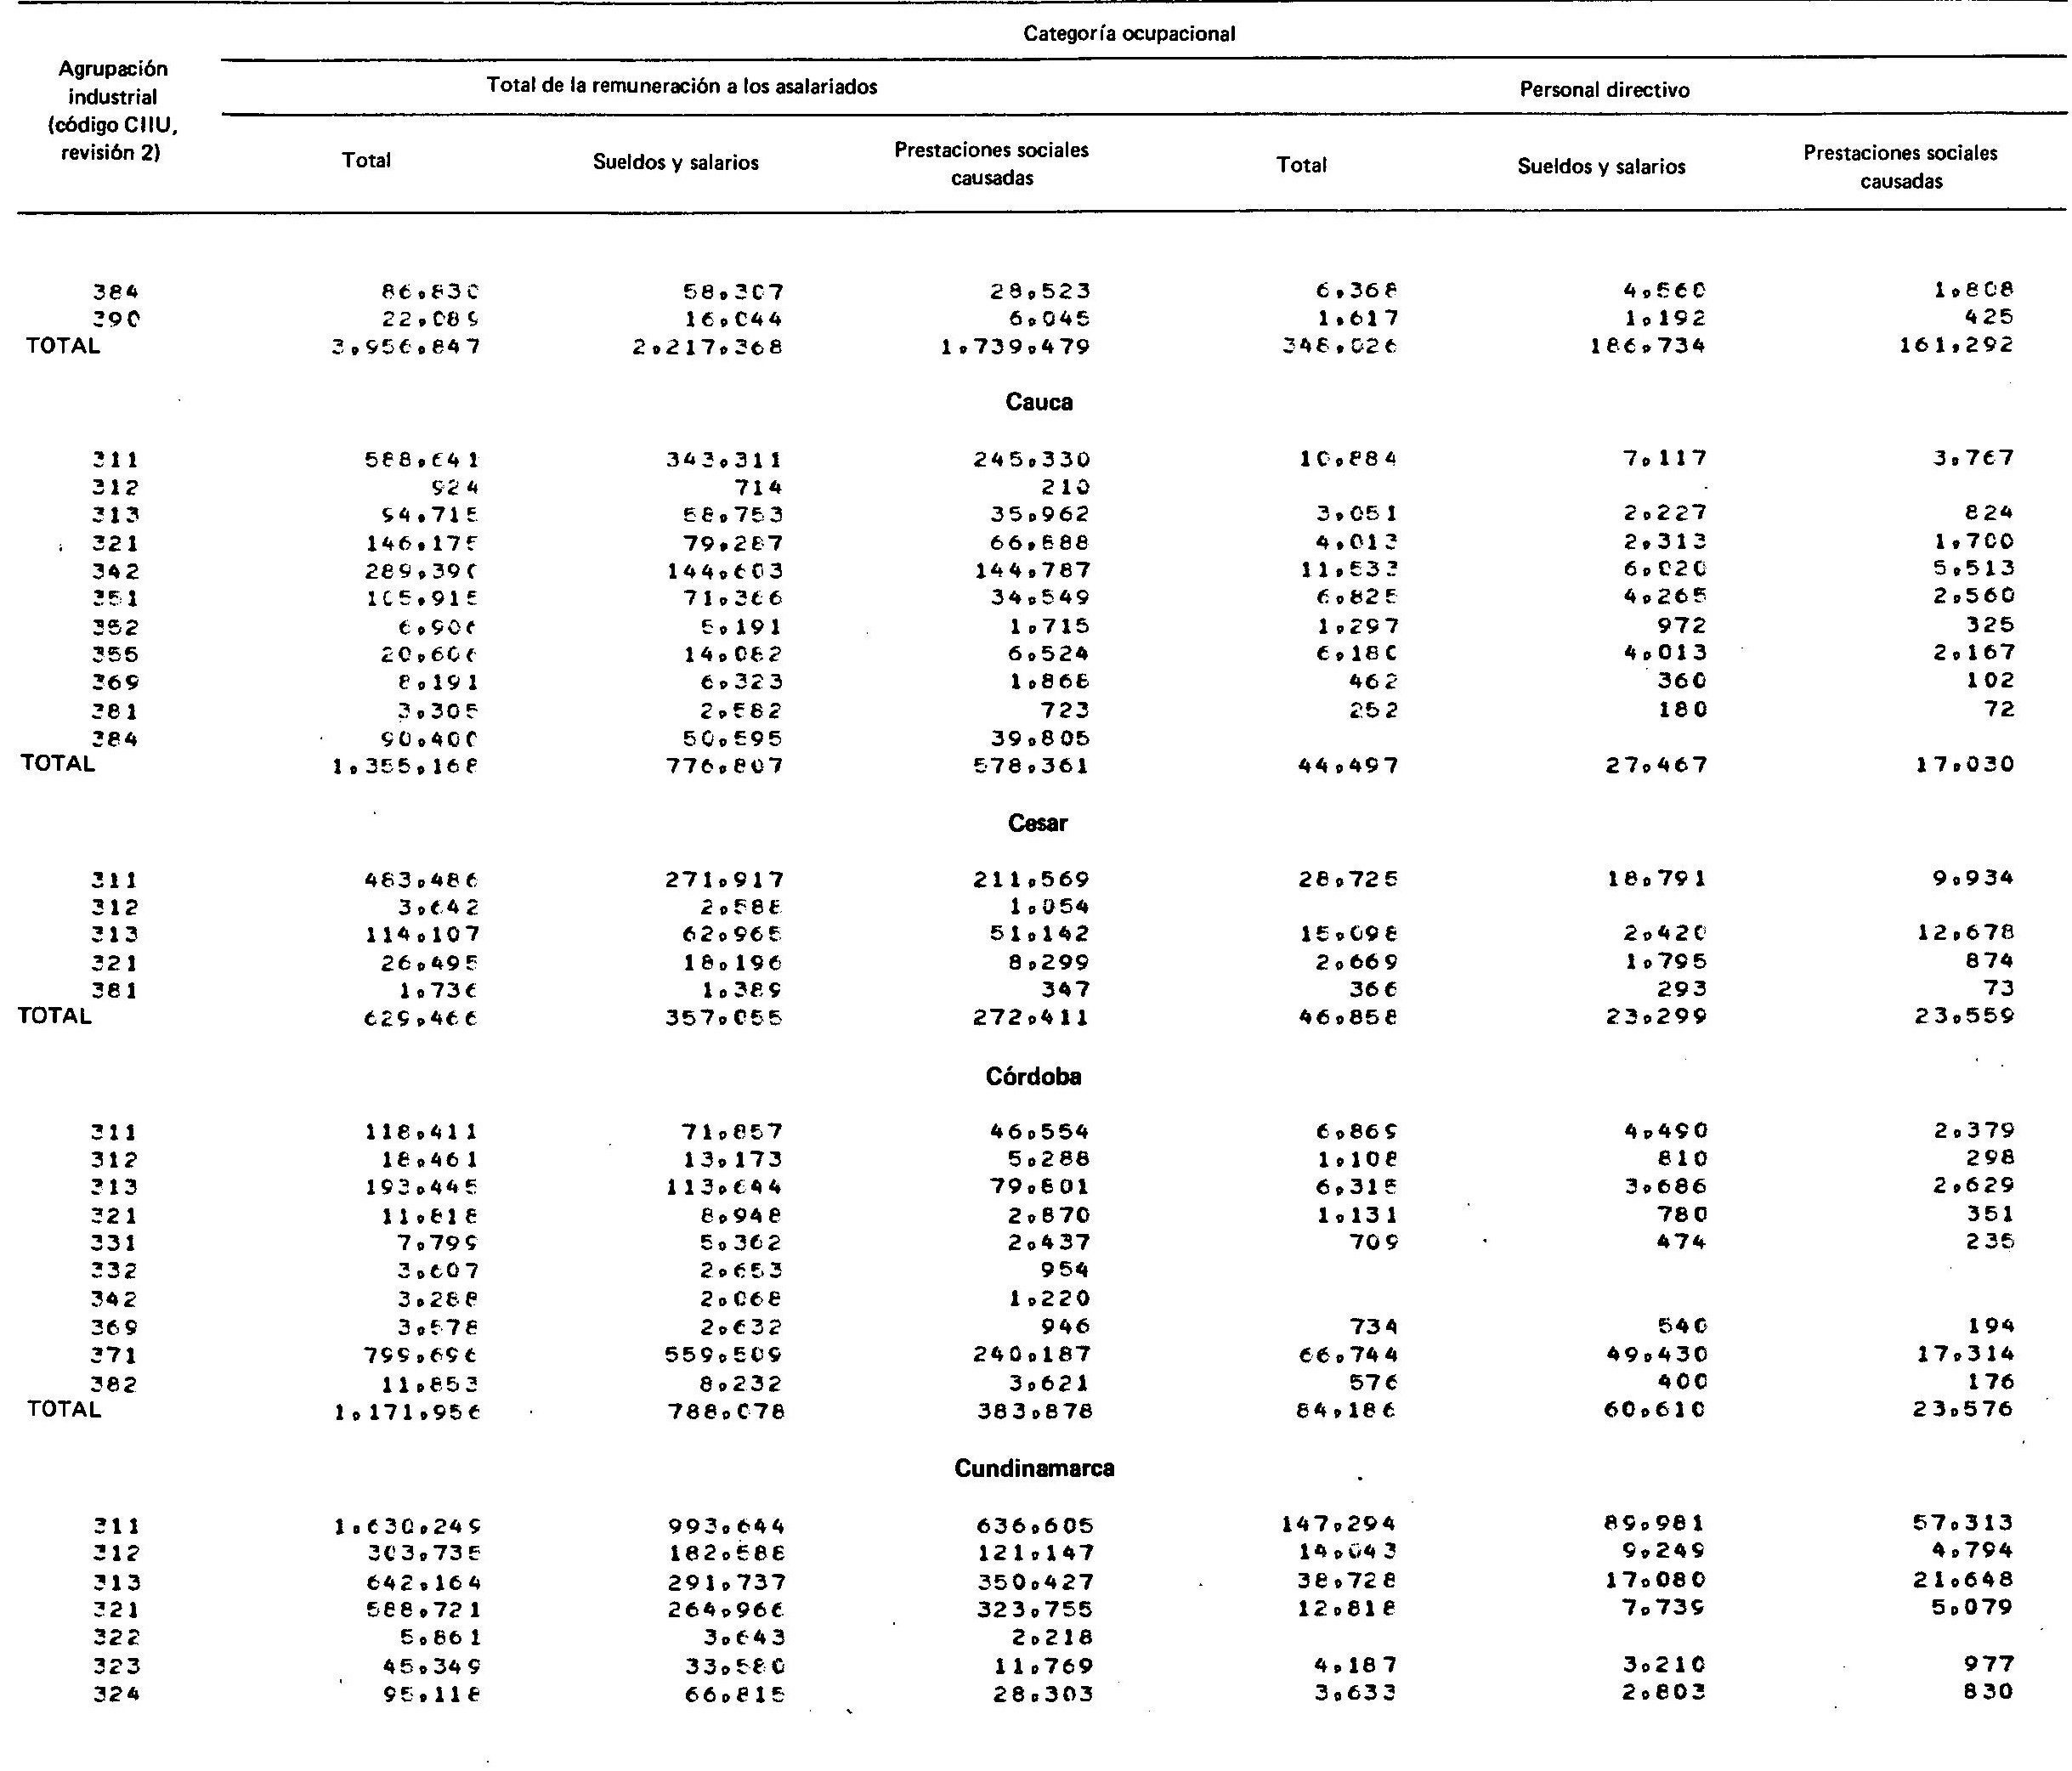 Categoría ocupacional
Agrupación industrial (código CIIU, revisión 2)
Total de la remuneración a los asalariados Personal directivo
Total Sueldos y salarios Prestaciones sociales causadas Total Sueldos y salarios Prestaciones sociales causadas
384 86,830 58,307 28,523 6,368 4,560 1,808
390 22,089 16,044 6,045 1,617 1,192 425
TOTAL 3,956,847 2,217,368 1,739,479 348,026 186,734 161,292
Cauca
311 588,641 343,311 245,330 10,884 7,117 3,767
312 924 714 210
313 94,715 58,753 35,962 3,051 2,227 824
321 146,175 79,287 66,888 4,013 2,313 1,700
342 289,390 144,603 144,787 11,533 6,020 5,513
351 105,915 71,366 34,549 6,825 4,265 2,560
352 6,906 5,191 1,715 1,297 972 325
355 20,606 14,082 6,524 6,180 4,013 2,167
369 8,191 6,323 1,868 462 360 102
381 3,305 2,582 723 252 180 72
384 90,400 50,595 39,805
TOTAL 1,355,168 776,807 578,361 44,497 27,467 17,030
Cesar
311 483,486 271,917 211,569 28,725 18,791 9,934
312 3,642 2,588 1,054
313 114,107 62,965 51,142 15,098 2,420 12,678
321 26,495 18,196 8,299 2,669 1,795 874
381 1,736 1,389 347 366 293 73
TOTAL 629,466 357,055 272,411 46,858 23,299 23,559
Córdoba
311 118,411 71,857 46,554 6,869 4,490 2,379
312 18,461 13,173 5,288 1,108 810 298
313 193,445 113,644 79,801 6,315 3,686 2,629
321 11,818 8,948 2,870 1,131 780 351
331 7,799 5,362 2,437 709 474 235
332 3,607 2,653 954
342 3,288 2,068 1,220
369 3,578 2,632 946 734 540 194
371 799,696 559,509 240,187 66,744 49,430 17,314
382 11,853 8,232 3,621 576 400 176
TOTAL 1,171,956 788,078 383,878 84,186 60,610 23,576
Cundinamarca
311 1,630,249 993,644 636,605 147,294 89,981 57,313
312 303,735 182,588 121,147 14,043 9,249 4,794
313 642,164 291,737 350,427 38,728 17,080 21,648
321 588,721 264,966 323,755 12,818 7,739 5,079
322 5,861 3,643 2,218
323 45,349 33,580 11,769 4,187 3,210 977
324 95,118 66,815 28,303 3,633 2,803 830